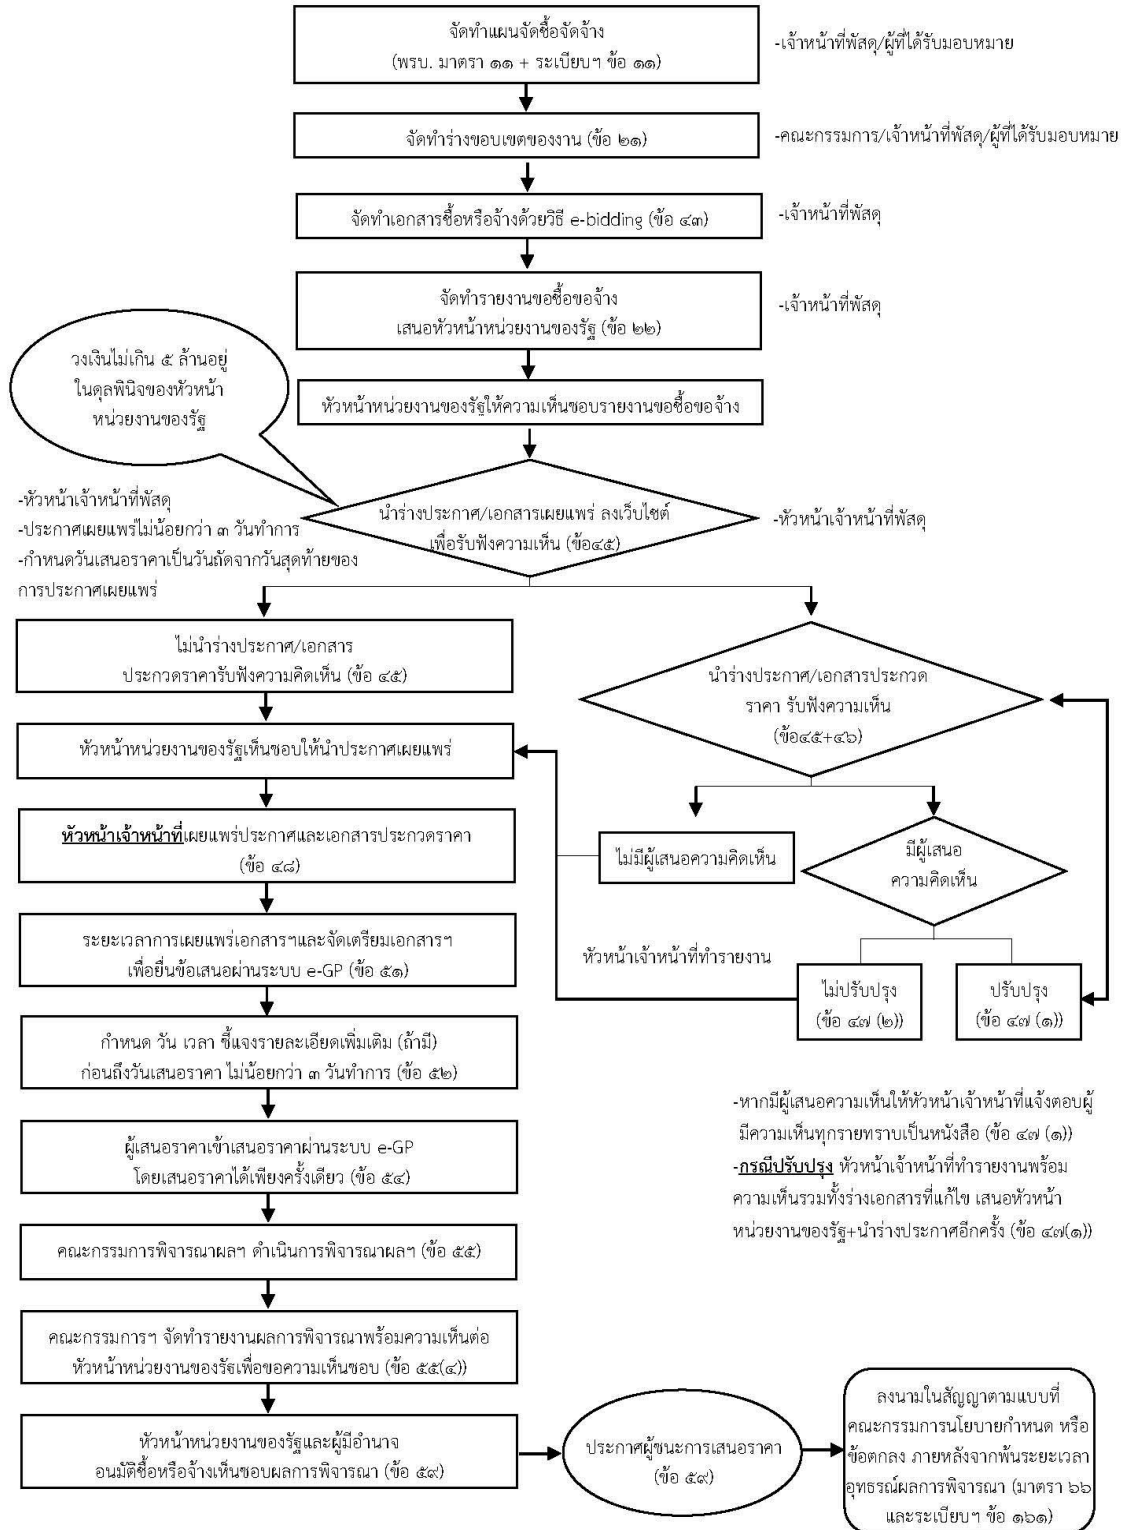 จัดทำแผนจัดซื้อจัดจ้าง
(พรบ. มาตรา ๑๑ + ระเบียบฯ ข้อ ๑๑)
-เจ้าหน้าที่พัสดุ/ผู้ที่ได้รับมอบหมาย
จัดทำร่างขอบเขตของงาน (ข้อ ๒๑)
-คณะกรรมการ/เจ้าหน้าที่พัสดุ/ผู้ที่ได้รับมอบหมาย
จัดทำเอกสารซื้อหรือจ้างด้วยวิธี e-bidding (ข้อ ๔๓)
-เจ้าหน้าที่พัสดุ
จัดทำรายงานขอซื้อขอจ้าง
เสนอหัวหน้าหน่วยงานของรัฐ (ข้อ ๒๒)
-เจ้าหน้าที่พัสดุ
วงเงินไม่เกิน ๕ ล้านอยู่
ในดุลพินิจของหัวหน้า
หน่วยงานของรัฐ
หัวหน้าหน่วยงานของรัฐให้ความเห็นชอบรายงานขอซื้อขอจ้าง
-หัวหน้าเจ้าหน้าที่พัสดุ
-ประกาศเผยแพร่ไม่น้อยกว่า ๓ วันทำการ
-กำหนดวันเสนอราคาเป็นวันถัดจากวันสุดท้ายของ
การประกาศเผยแพร่
นำร่างประกาศ/เอกสารเผยแพร่ ลงเว็บไซต์
เพื่อรับฟังความเห็น (ข้อ๔๕)
-หัวหน้าเจ้าหน้าที่พัสดุ
ไม่นำร่างประกาศ/เอกสาร
ประกวดราคารับฟังความคิดเห็น (ข้อ ๔๕)
นำร่างประกาศ/เอกสารประกวด
ราคา รับฟังความเห็น
(ข้อ๔๕+๔๖)
หัวหน้าหน่วยงานของรัฐเห็นชอบให้นำประกาศเผยแพร่
หัวหน้าเจ้าหน้าที่เผยแพร่ประกาศและเอกสารประกวดราคา
(ข้อ ๔๘)
ไม่มีผู้เสนอความคิดเห็น
มีผู้เสนอ
ความคิดเห็น
ระยะเวลาการเผยแพร่เอกสารฯและจัดเตรียมเอกสารฯ
เพื่อยื่นข้อเสนอผ่านระบบ e-GP (ข้อ ๕๑)
หัวหน้าเจ้าหน้าที่ทำรายงาน
ไม่ปรับปรุง
(ข้อ ๔๗ (๒))
ปรับปรุง
(ข้อ ๔๗ (๑))
กำหนด วัน เวลา ชี้แจงรายละเอียดเพิ่มเติม (ถ้ามี)
ก่อนถึงวันเสนอราคา ไม่น้อยกว่า ๓ วันทำการ (ข้อ ๕๒)
-หากมีผู้เสนอความเห็นให้หัวหน้าเจ้าหน้าที่แจ้งตอบผู้
มีความเห็นทุกรายทราบเป็นหนังสือ (ข้อ ๔๗ (๑))
-กรณีปรับปรุง หัวหน้าเจ้าหน้าที่ทำรายงานพร้อม
ความเห็นรวมทั้งร่างเอกสารที่แก้ไข เสนอหัวหน้า
หน่วยงานของรัฐ+นำร่างประกาศอีกครั้ง (ข้อ ๔๗(๑))
ผู้เสนอราคาเข้าเสนอราคาผ่านระบบ e-GP
โดยเสนอราคาได้เพียงครั้งเดียว (ข้อ ๕๔)
คณะกรรมการพิจารณาผลฯ ดำเนินการพิจารณาผลฯ (ข้อ ๕๕)
คณะกรรมการฯ จัดทำรายงานผลการพิจารณาพร้อมความเห็นต่อ
หัวหน้าหน่วยงานของรัฐเพื่อขอความเห็นชอบ (ข้อ ๕๕(๔))
หัวหน้าหน่วยงานของรัฐและผู้มีอำนาจ
อนุมัติซื้อหรือจ้างเห็นชอบผลการพิจารณา (ข้อ ๕๙)
ประกาศผู้ชนะการเสนอราคา
(ข้อ ๕๙)
ลงนามในสัญญาตามแบบที่
คณะกรรมการนโยบายกำหนด หรือ
ข้อตกลง ภายหลังจากพ้นระยะเวลา
อุทธรณ์ผลการพิจารณา (มาตรา ๖๖
และระเบียบฯ ข้อ ๑๖๑)